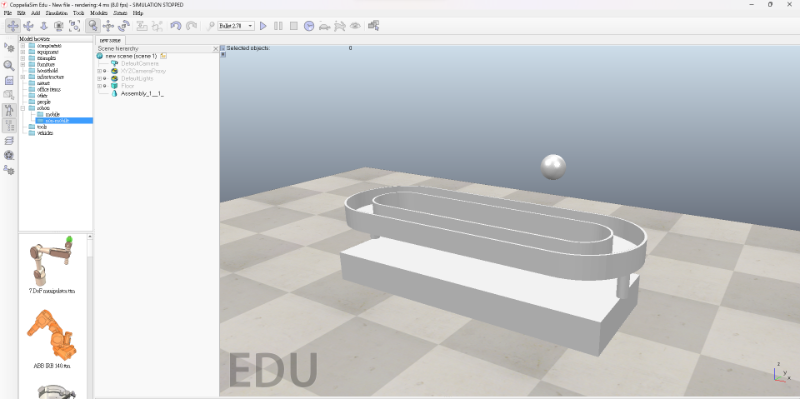 CoppeliaSim Edu - New file - rendering: 4 ms (8.0 fps) - SIMULATION STOPPED
File Edit Add Simulation Tools Modules Scenes Help
Bullet 2.78
Model browser
components
equipment
examples
furniture
household
infrastructure
nature
office items
other
people
robots
mobile
non-mobile
tools
vehicles
7 DoF manipulator.ttm
ABB IRB 140.ttm
new scene
Scene hierarchy
new scene (scene 1)
DefaultCamera
XYZCameraProxy
DefaultLights
Floor
Assembly_1__1_
Selected objects: 0
EDU
z
y
x